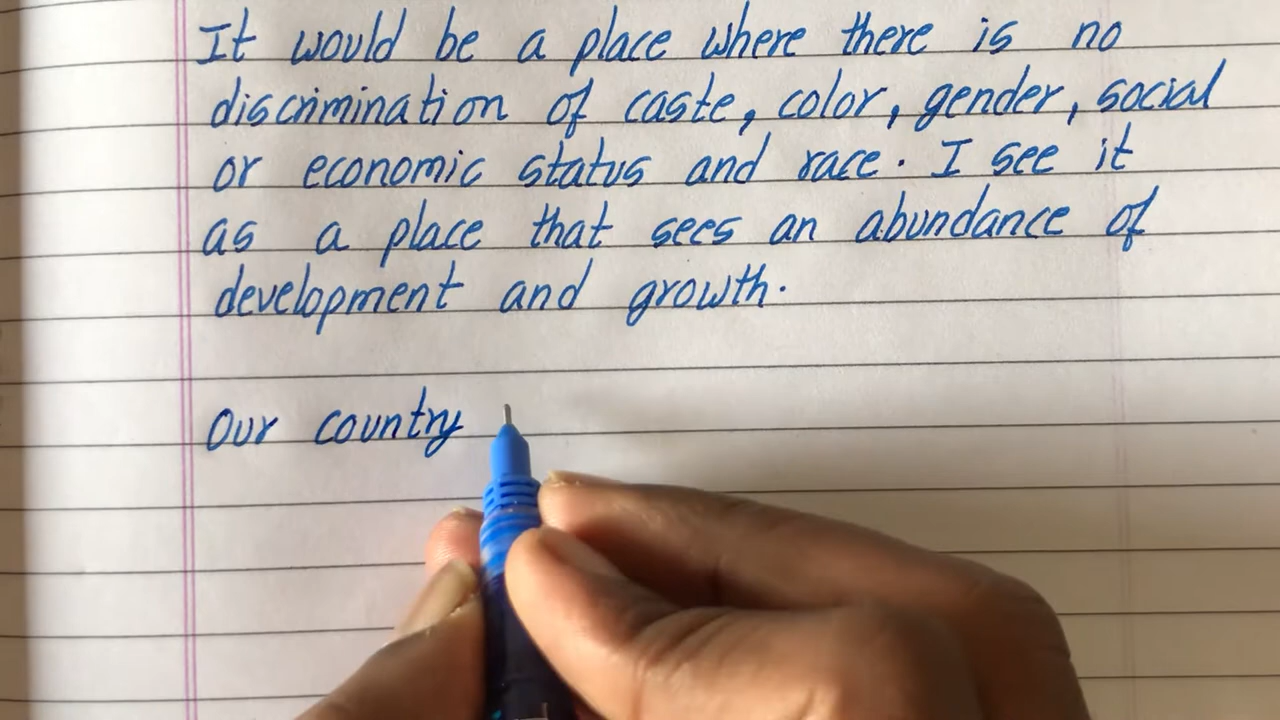 It would be a place where there is no
discrimination of caste, color, gender, social
or economic status and race. I see it
as a place that sees an abundance of
development and growth.
Our country